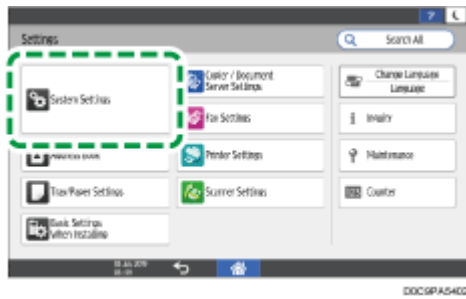 Settings
Search All
System Settings
Copier / Document
Server Settings
Change Language
Language
Fax Settings
Inquiry
Address Book
Printer Settings
Maintenance
Tray/Paper Settings
Scanner Settings
Counter
Basic Settings
When Installing
D0C9PA5402